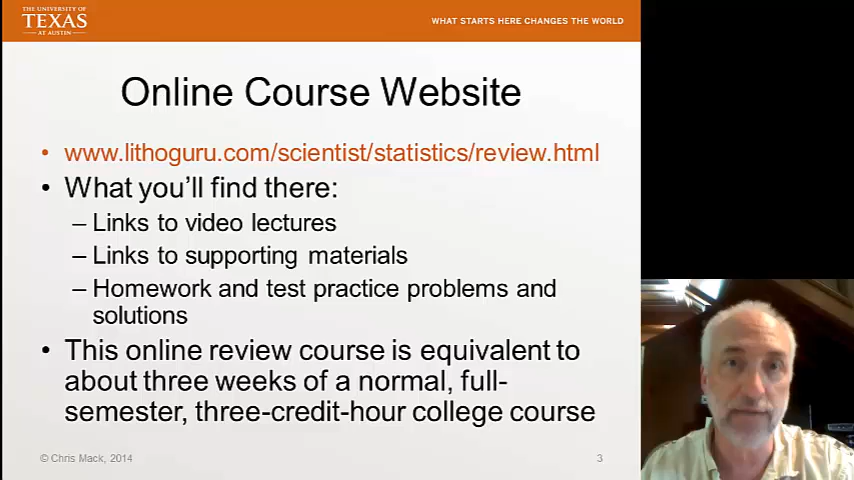 THE UNIVERSITY OF
TEXAS
AT AUSTIN
WHAT STARTS HERE CHANGES THE WORLD
Online Course Website
• www.lithoguru.com/scientist/statistics/review.html
• What you'll find there:
– Links to video lectures
– Links to supporting materials
– Homework and test practice problems and
solutions
• This online review course is equivalent to
about three weeks of a normal, full-
semester, three-credit-hour college course
© Chris Mack, 2014
3